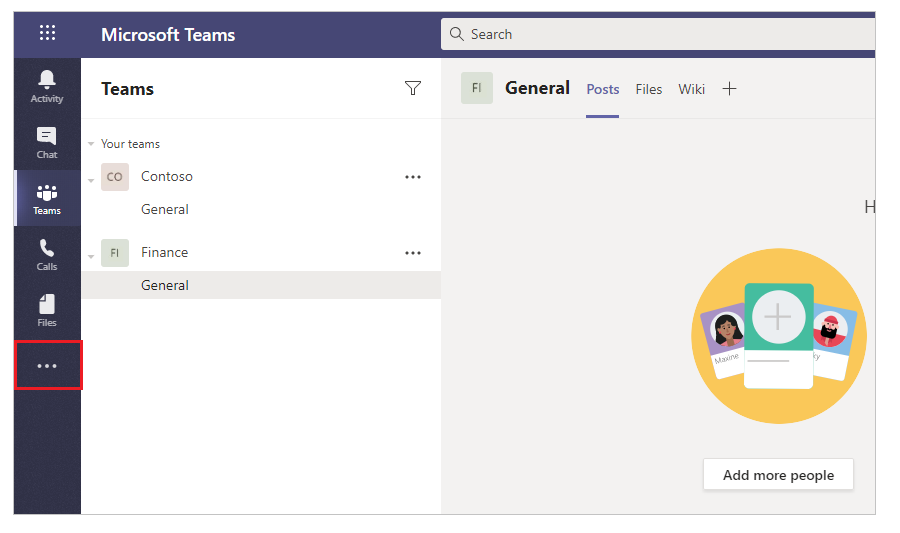 Microsoft Teams
Search
Activity
Chat
Teams
Calls
Files
Teams
Your teams
CO Contoso
General
FI Finance
General
FI General Posts Files Wiki
H
Maxine
ky
Add more people